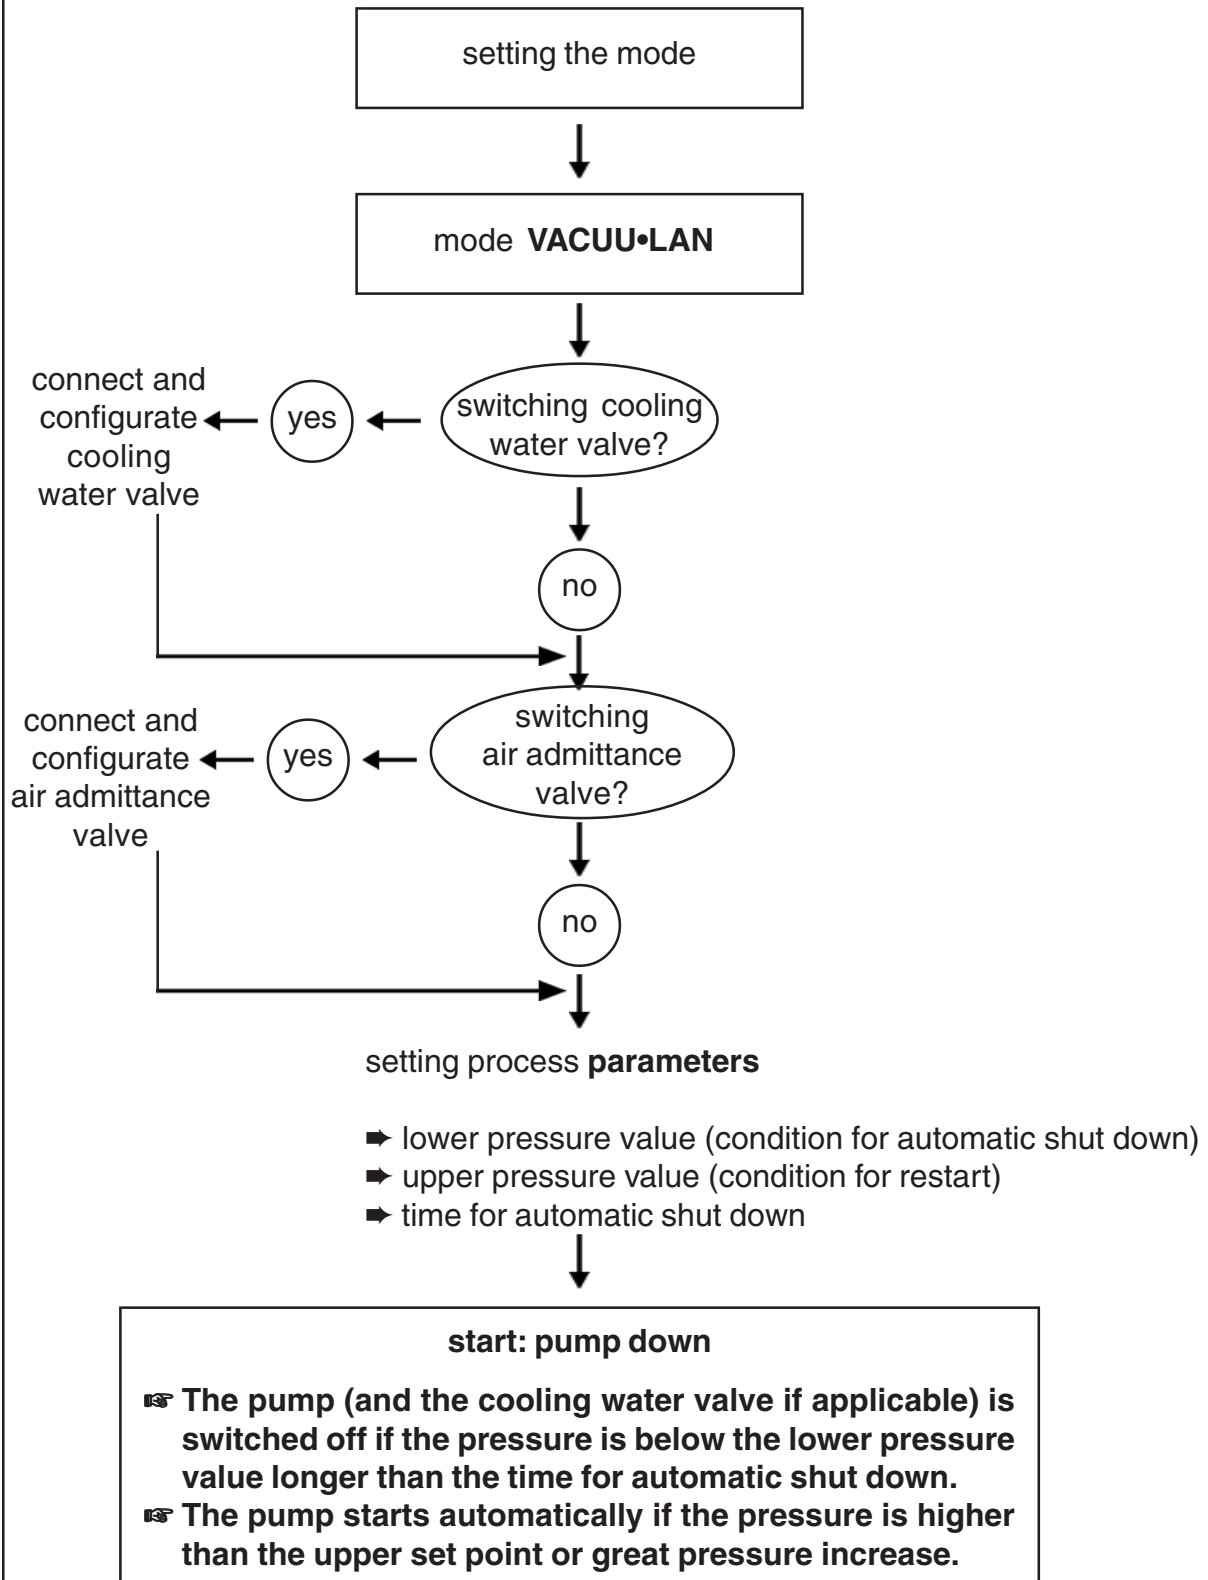 setting the mode
mode VACUU•LAN
switching cooling
water valve?
yes
connect and
configurate
cooling
water valve
no
switching
air admittance
valve?
yes
connect and
configurate
air admittance
valve
no
setting process parameters
➨ lower pressure value (condition for automatic shut down)
➨ upper pressure value (condition for restart)
➨ time for automatic shut down
start: pump down
☞ The pump (and the cooling water valve if applicable) is
switched off if the pressure is below the lower pressure
value longer than the time for automatic shut down.
☞ The pump starts automatically if the pressure is higher
than the upper set point or great pressure increase.